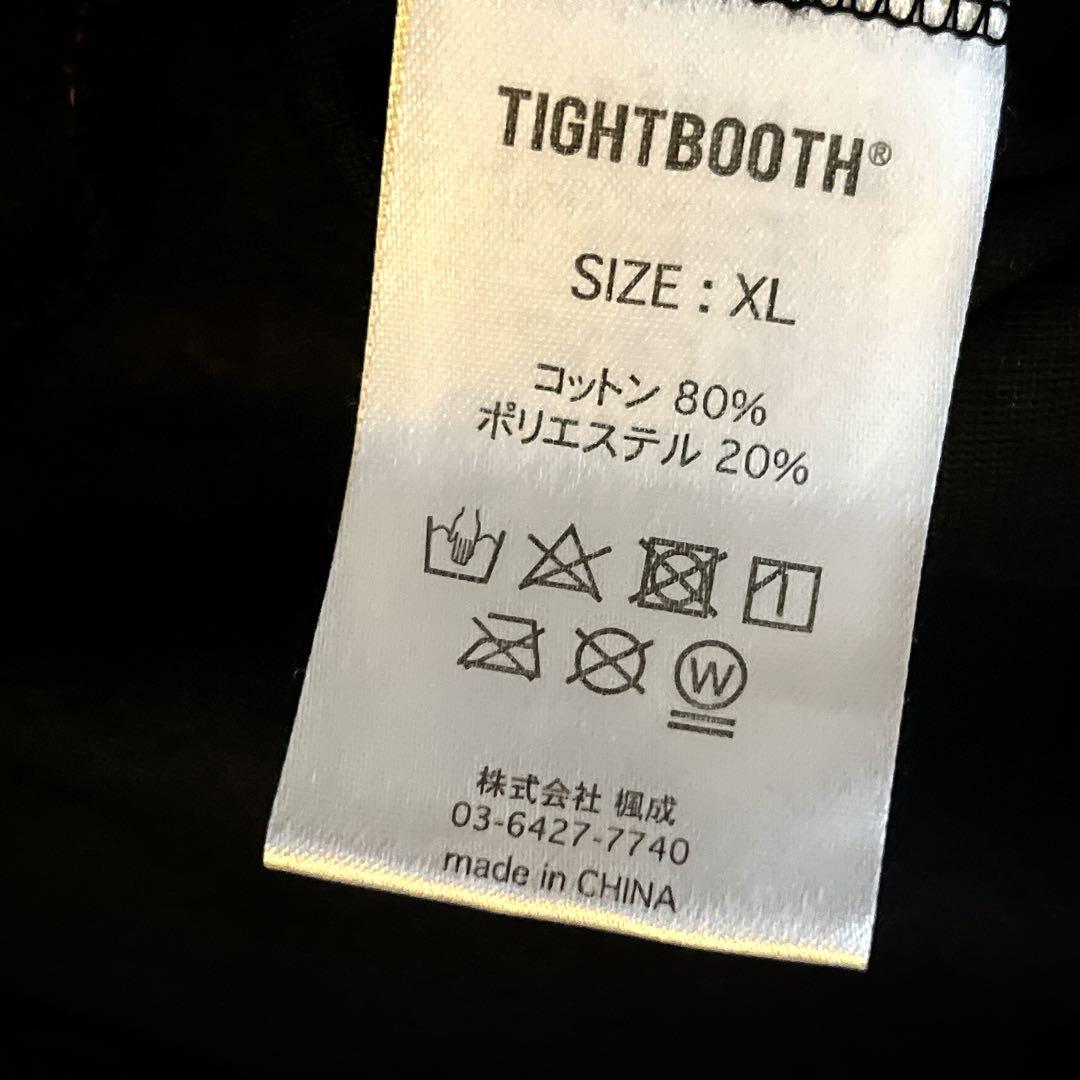 TIGHTBOOTH®
SIZE : XL
コットン 80%
ポリエステル 20%
W
株式会社 楓成
03-6427-7740
made in CHINA